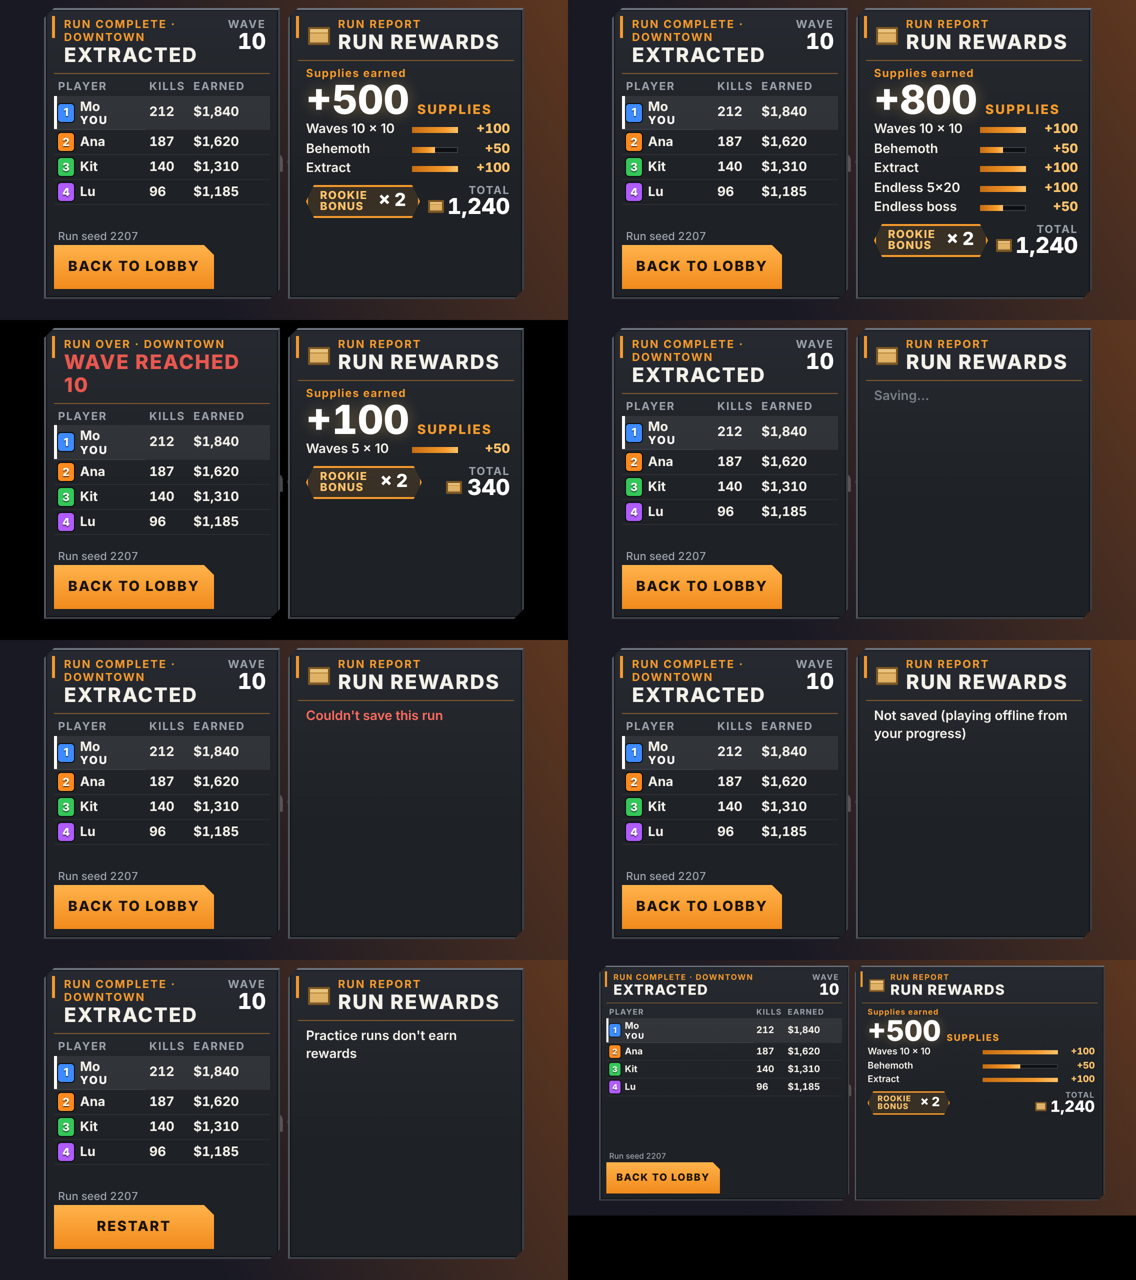 RUN COMPLETE ·
DOWNTOWN
EXTRACTED
WAVE
10
PLAYER KILLS EARNED
1 Mo YOU 212 $1,840
2 Ana 187 $1,620
3 Kit 140 $1,310
4 Lu 96 $1,185
Run seed 2207
BACK TO LOBBY
RUN REPORT
RUN REWARDS
Supplies earned
+500 SUPPLIES
Waves 10 × 10 +100
Behemoth +50
Extract +100
ROOKIE BONUS × 2
TOTAL
1,240
RUN COMPLETE ·
DOWNTOWN
EXTRACTED
WAVE
10
PLAYER KILLS EARNED
1 Mo YOU 212 $1,840
2 Ana 187 $1,620
3 Kit 140 $1,310
4 Lu 96 $1,185
Run seed 2207
BACK TO LOBBY
RUN REPORT
RUN REWARDS
Supplies earned
+800 SUPPLIES
Waves 10 × 10 +100
Behemoth +50
Extract +100
Endless 5×20 +100
Endless boss +50
ROOKIE BONUS × 2
TOTAL
1,240
RUN OVER · DOWNTOWN
WAVE REACHED
10
PLAYER KILLS EARNED
1 Mo YOU 212 $1,840
2 Ana 187 $1,620
3 Kit 140 $1,310
4 Lu 96 $1,185
Run seed 2207
BACK TO LOBBY
RUN REPORT
RUN REWARDS
Supplies earned
+100 SUPPLIES
Waves 5 × 10 +50
ROOKIE BONUS × 2
TOTAL
340
RUN COMPLETE ·
DOWNTOWN
EXTRACTED
WAVE
10
PLAYER KILLS EARNED
1 Mo YOU 212 $1,840
2 Ana 187 $1,620
3 Kit 140 $1,310
4 Lu 96 $1,185
Run seed 2207
BACK TO LOBBY
RUN REPORT
RUN REWARDS
Saving...
RUN COMPLETE ·
DOWNTOWN
EXTRACTED
WAVE
10
PLAYER KILLS EARNED
1 Mo YOU 212 $1,840
2 Ana 187 $1,620
3 Kit 140 $1,310
4 Lu 96 $1,185
Run seed 2207
BACK TO LOBBY
RUN REPORT
RUN REWARDS
Couldn't save this run
RUN COMPLETE ·
DOWNTOWN
EXTRACTED
WAVE
10
PLAYER KILLS EARNED
1 Mo YOU 212 $1,840
2 Ana 187 $1,620
3 Kit 140 $1,310
4 Lu 96 $1,185
Run seed 2207
BACK TO LOBBY
RUN REPORT
RUN REWARDS
Not saved (playing offline from
your progress)
RUN COMPLETE ·
DOWNTOWN
EXTRACTED
WAVE
10
PLAYER KILLS EARNED
1 Mo YOU 212 $1,840
2 Ana 187 $1,620
3 Kit 140 $1,310
4 Lu 96 $1,185
Run seed 2207
RESTART
RUN REPORT
RUN REWARDS
Practice runs don't earn
rewards
RUN COMPLETE · DOWNTOWN
EXTRACTED
WAVE
10
PLAYER KILLS EARNED
1 Mo YOU 212 $1,840
2 Ana 187 $1,620
3 Kit 140 $1,310
4 Lu 96 $1,185
Run seed 2207
BACK TO LOBBY
RUN REPORT
RUN REWARDS
Supplies earned
+500 SUPPLIES
Waves 10 × 10 +100
Behemoth +50
Extract +100
ROOKIE BONUS × 2
TOTAL
1,240